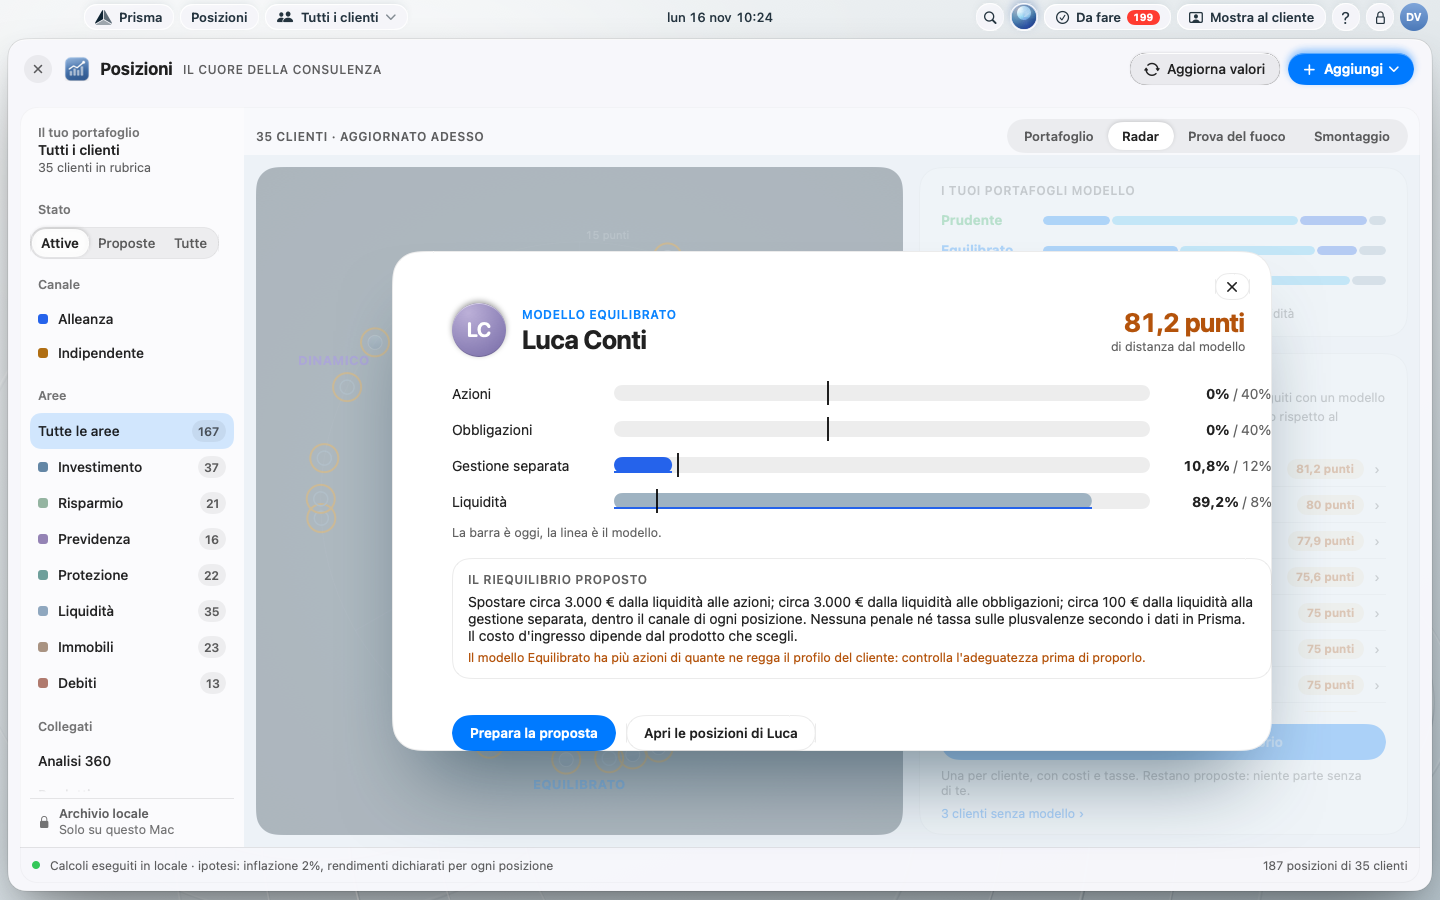 Prisma
Posizioni
Tutti i clienti
lun 16 nov 10:24
Da fare 199
Mostra al cliente
?
DV
Posizioni IL CUORE DELLA CONSULENZA
Aggiorna valori
+ Aggiungi
Il tuo portafoglio
Tutti i clienti
35 clienti in rubrica
Stato
Attive Proposte Tutte
Canale
Alleanza
Indipendente
Aree
Tutte le aree 167
Investimento 37
Risparmio 21
Previdenza 16
Protezione 22
Liquidità 35
Immobili 23
Debiti 13
Collegati
Analisi 360
Archivio locale
Solo su questo Mac
35 CLIENTI · AGGIORNATO ADESSO
Portafoglio Radar Prova del fuoco Smontaggio
15 punti
DINAMICO
EQUILIBRATO
I TUOI PORTAFOGLI MODELLO
Prudente
Equilibrato
LC
MODELLO EQUILIBRATO
Luca Conti
81,2 punti
di distanza dal modello
Azioni 0% / 40%
Obbligazioni 0% / 40%
Gestione separata 10,8% / 12%
Liquidità 89,2% / 8%
La barra è oggi, la linea è il modello.
IL RIEQUILIBRIO PROPOSTO
Spostare circa 3.000 € dalla liquidità alle azioni; circa 3.000 € dalla liquidità alle obbligazioni; circa 100 € dalla liquidità alla
gestione separata, dentro il canale di ogni posizione. Nessuna penale né tassa sulle plusvalenze secondo i dati in Prisma.
Il costo d'ingresso dipende dal prodotto che scegli.
Il modello Equilibrato ha più azioni di quante ne regga il profilo del cliente: controlla l'adeguatezza prima di proporlo.
Prepara la proposta
Apri le posizioni di Luca
con un modello
rispetto al
81,2 punti
80 punti
77,9 punti
75,6 punti
75 punti
75 punti
75 punti
Una per cliente, con costi e tasse. Restano proposte: niente parte senza
di te.
3 clienti senza modello ›
Calcoli eseguiti in locale · ipotesi: inflazione 2%, rendimenti dichiarati per ogni posizione
187 posizioni di 35 clienti